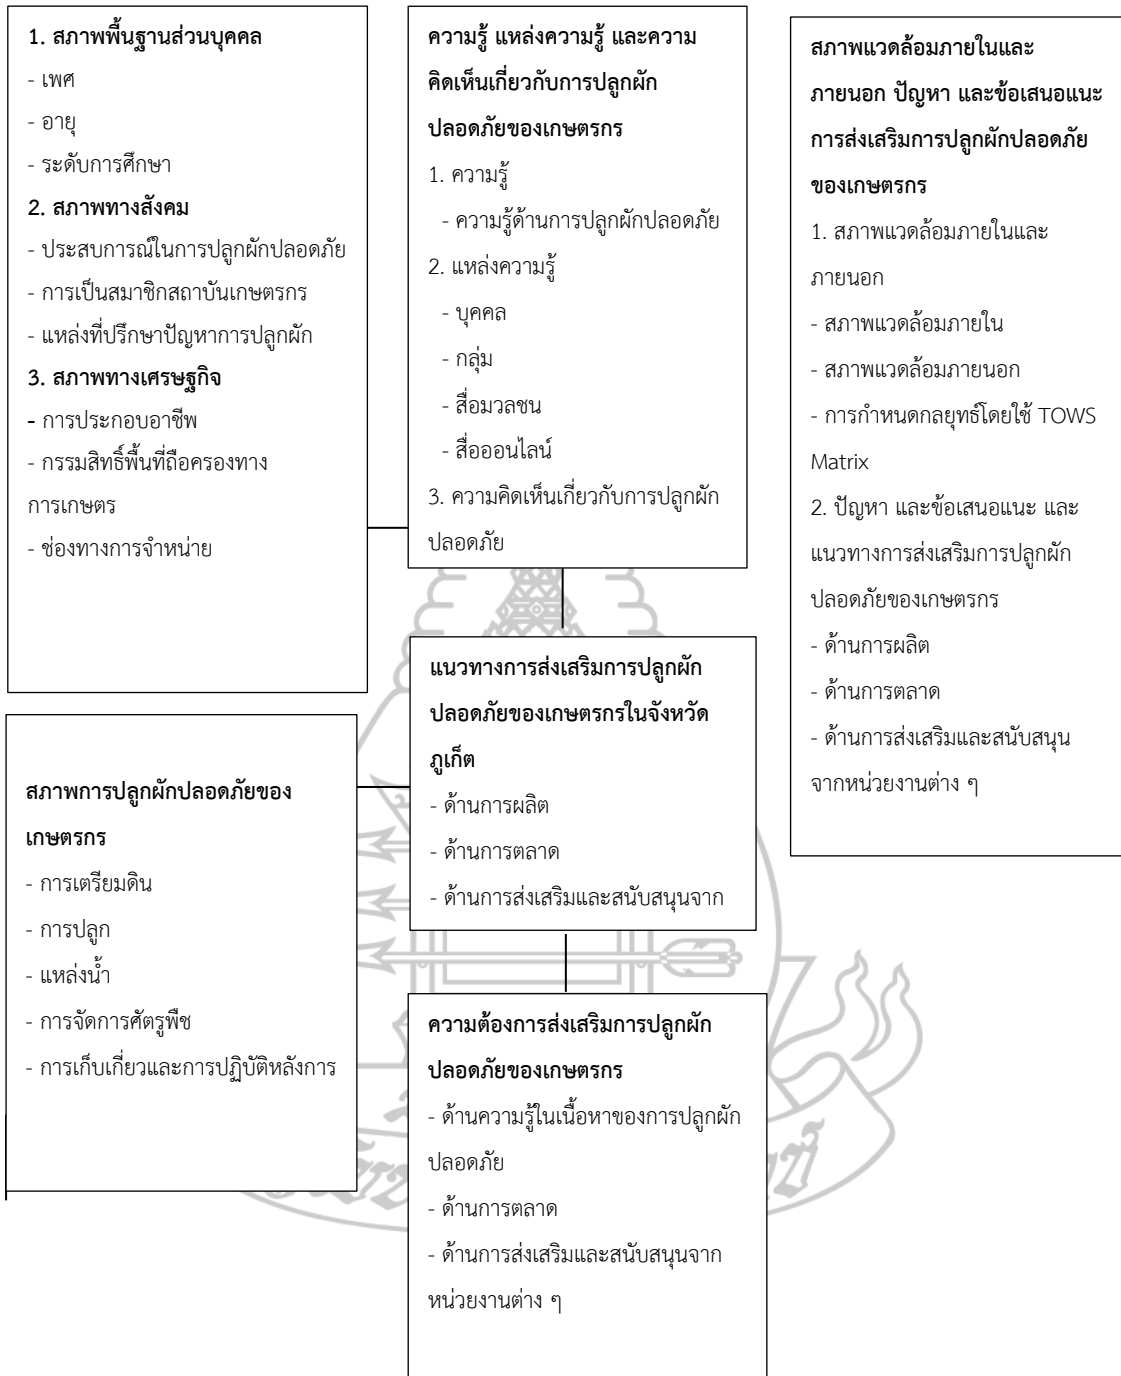 1. สภาพพื้นฐานส่วนบุคคล
- เพศ
- อายุ
- ระดับการศึกษา
2. สภาพทางสังคม
- ประสบการณ์ในการปลูกผักปลอดภัย
- การเป็นสมาชิกสถาบันเกษตรกร
- แหล่งที่ปรึกษาปัญหาการปลูกผัก
3. สภาพทางเศรษฐกิจ
- การประกอบอาชีพ
- กรรมสิทธิ์พื้นที่ถือครองทาง
การเกษตร
- ช่องทางการจำหน่าย
ความรู้ แหล่งความรู้ และความ
คิดเห็นเกี่ยวกับการปลูกผัก
ปลอดภัยของเกษตรกร
1. ความรู้
- ความรู้ด้านการปลูกผักปลอดภัย
2. แหล่งความรู้
- บุคคล
- กลุ่ม
- สื่อมวลชน
- สื่อออนไลน์
3. ความคิดเห็นเกี่ยวกับการปลูกผัก
ปลอดภัย
สภาพแวดล้อมภายในและ
ภายนอก ปัญหา และข้อเสนอแนะ
การส่งเสริมการปลูกผักปลอดภัย
ของเกษตรกร
1. สภาพแวดล้อมภายในและ
ภายนอก
- สภาพแวดล้อมภายใน
- สภาพแวดล้อมภายนอก
- การกำหนดกลยุทธ์โดยใช้ TOWS
Matrix
2. ปัญหา และข้อเสนอแนะ และ
แนวทางการส่งเสริมการปลูกผัก
ปลอดภัยของเกษตรกร
- ด้านการผลิต
- ด้านการตลาด
- ด้านการส่งเสริมและสนับสนุน
จากหน่วยงานต่าง ๆ
แนวทางการส่งเสริมการปลูกผัก
ปลอดภัยของเกษตรกรในจังหวัด
ภูเก็ต
- ด้านการผลิต
- ด้านการตลาด
- ด้านการส่งเสริมและสนับสนุนจาก
สภาพการปลูกผักปลอดภัยของ
เกษตรกร
- การเตรียมดิน
- การปลูก
- แหล่งน้ำ
- การจัดการศัตรูพืช
- การเก็บเกี่ยวและการปฏิบัติหลังการ
ความต้องการส่งเสริมการปลูกผัก
ปลอดภัยของเกษตรกร
- ด้านความรู้ในเนื้อหาของการปลูกผัก
ปลอดภัย
- ด้านการตลาด
- ด้านการส่งเสริมและสนับสนุนจาก
หน่วยงานต่าง ๆ